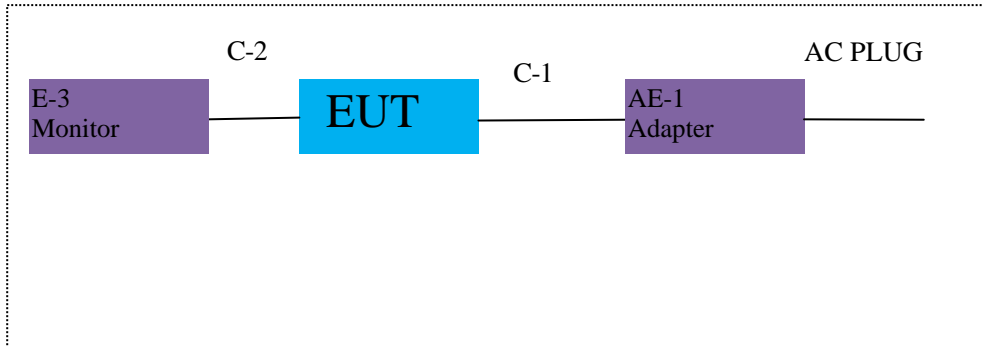 C-2
C-1
AC PLUG
E-3
Monitor
EUT
AE-1
Adapter